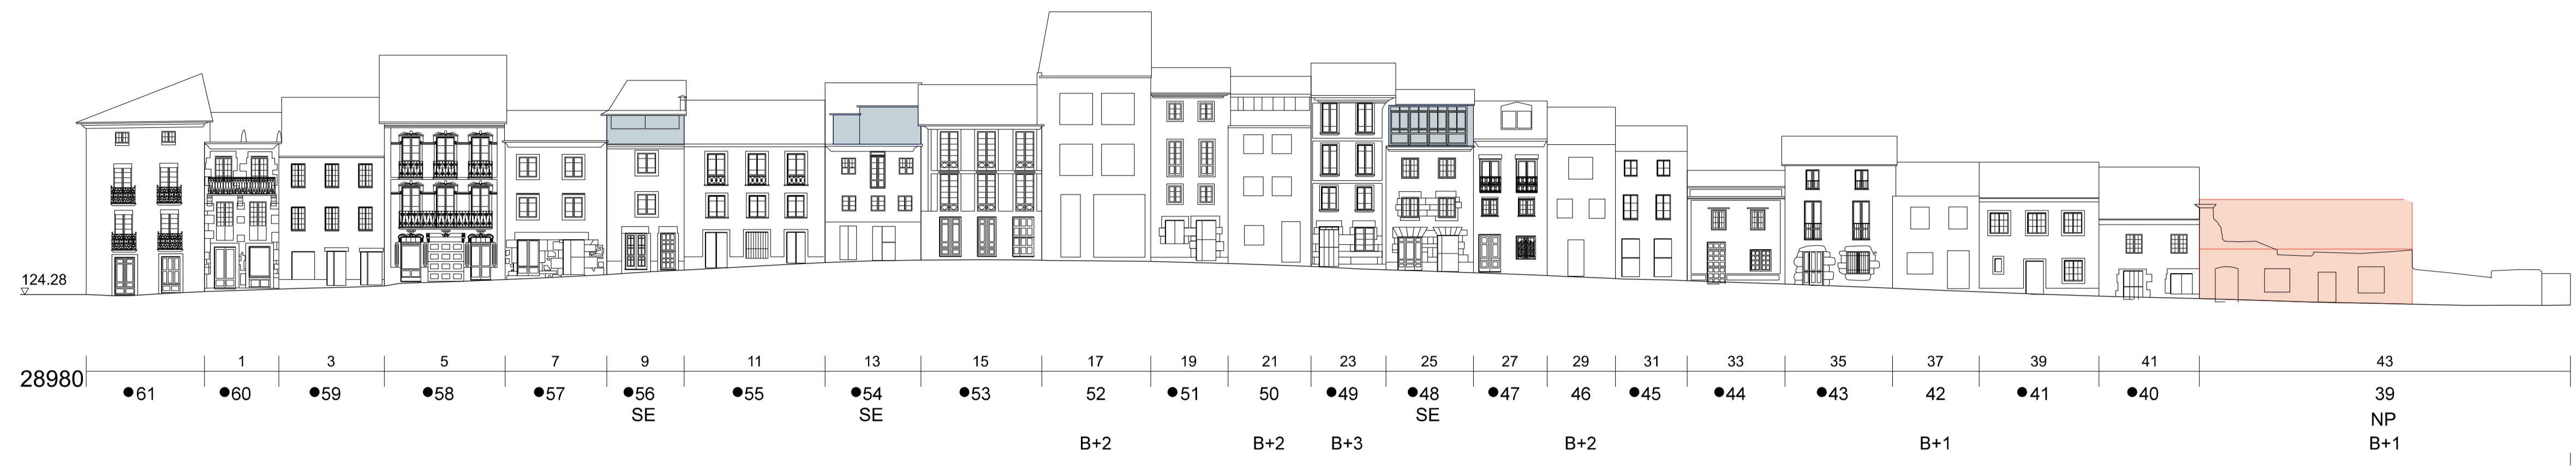 124.28
1 3 5 7 9 11 13 15 17 19 21 23 25 27 29 31 33 35 37 39 41 43
28980
●61 ●60 ●59 ●58 ●57 ●56 ●55 ●54 ●53 52 ●51 50 ●49 ●48 ●47 46 ●45 ●44 ●43 42 ●41 ●40 39
SE SE SE NP
B+2 B+2 B+3 B+2 B+1 B+1